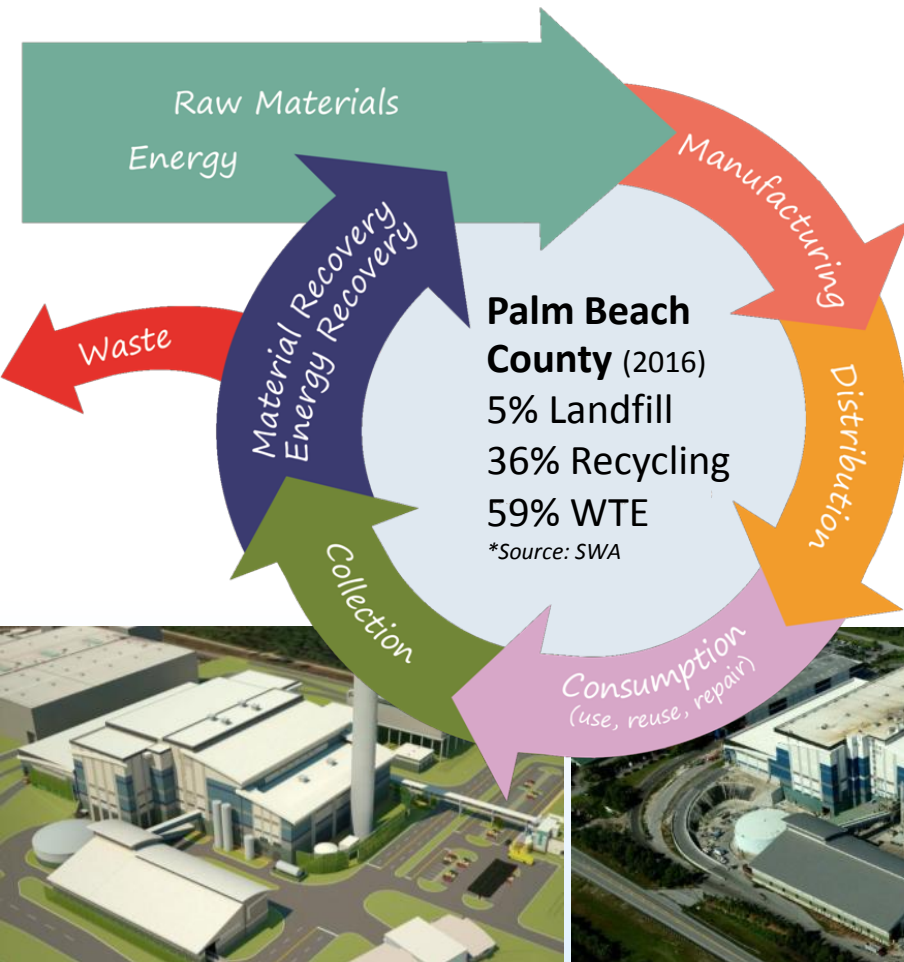 Raw Materials
Energy
Manufacturing
Distribution
Consumption
(use, reuse, repair)
Collection
Material Recovery
Energy Recovery
Waste
Palm Beach
County (2016)
5% Landfill
36% Recycling
59% WTE
*Source: SWA